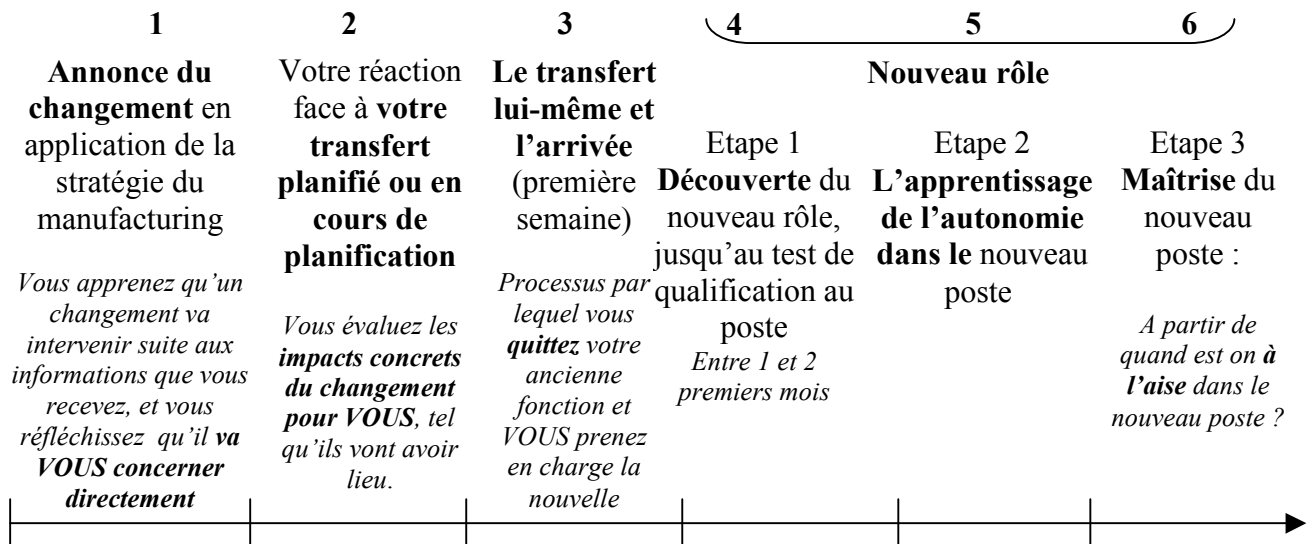 1
Annonce du
changement en
application de la
stratégie du
manufacturing
Vous apprenez qu’un
changement va
intervenir suite aux
informations que vous
recevez, et vous
réfléchissez qu’il va
VOUS concerner
directement
2
Votre réaction
face à votre
transfert
planifié ou en
cours de
planification
Vous évaluez les
impacts concrets
du changement
pour VOUS, tel
qu’ils vont avoir
lieu.
3
Le transfert
lui-même et
l’arrivée
(première
semaine)
Processus par
lequel vous
quittez votre
ancienne
fonction et
VOUS prenez
en charge la
nouvelle
4 5 6
Nouveau rôle
Etape 1
Découverte du
nouveau rôle,
jusqu’au test de
qualification au
poste
Entre 1 et 2
premiers mois
Etape 2
L’apprentissage
de l’autonomie
dans le nouveau
poste
Etape 3
Maîtrise du
nouveau
poste :
A partir de
quand est on à
l’aise dans le
nouveau poste ?